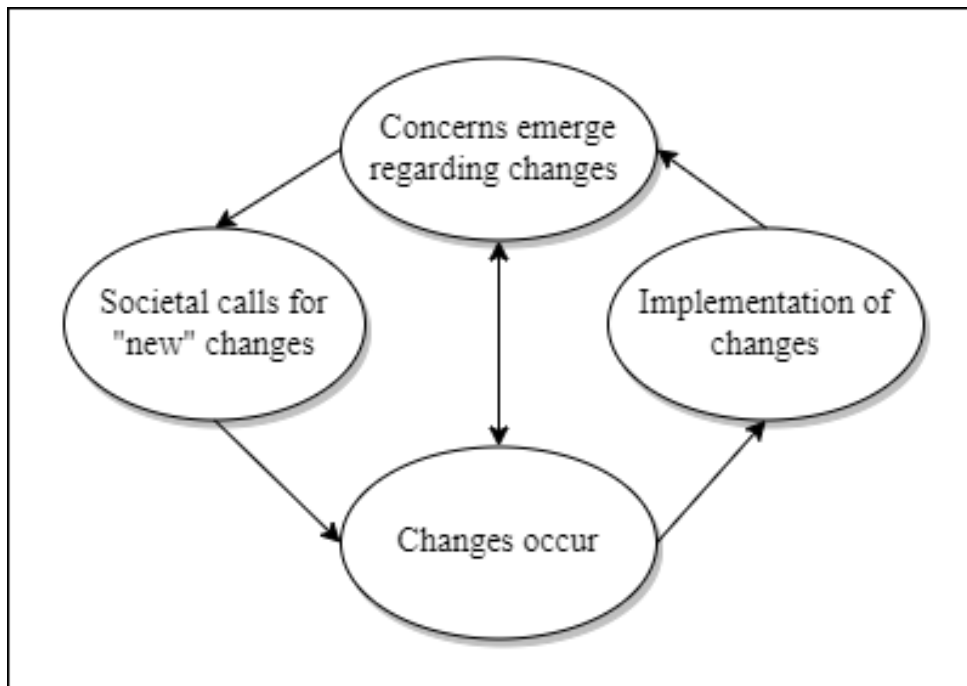 Concerns emerge
regarding changes
Societal calls for
"new" changes
Implementation of
changes
Changes occur